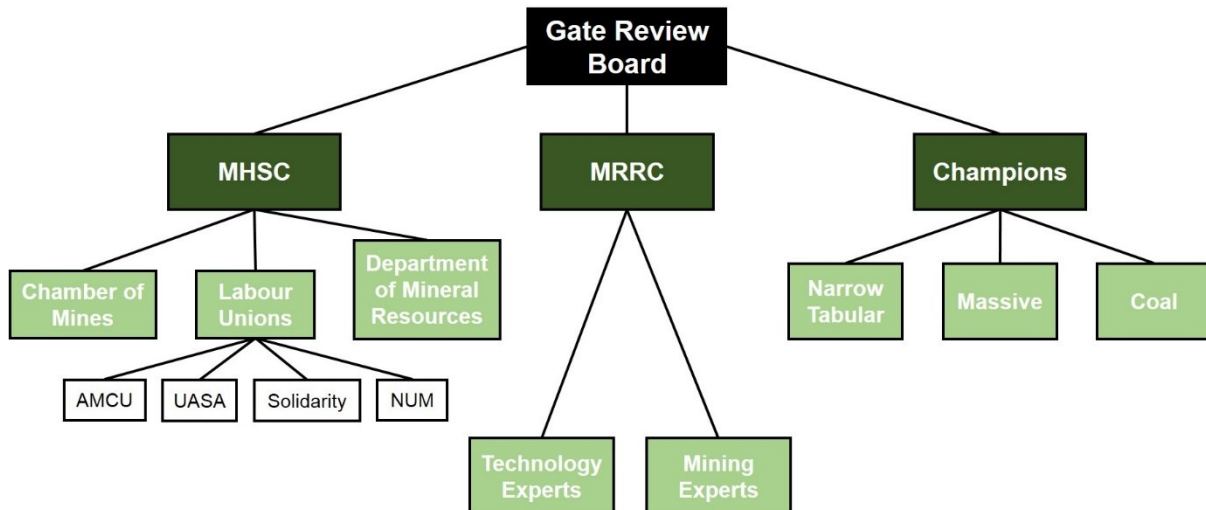 Gate Review
Board
MHSC
MRRC
Champions
Chamber of
Mines
Labour
Unions
Department
of Mineral
Resources
Narrow
Tabular
Massive
Coal
AMCU
UASA
Solidarity
NUM
Technology
Experts
Mining
Experts